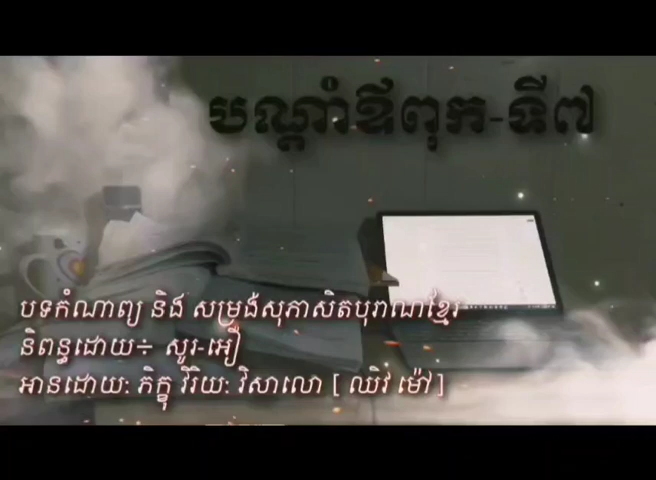 បណ្តាំឪពុក-ទី៧
បទកំណាព្យ និង សម្រង់សុភាសិតបុរាណខ្មែរ
និពន្ធដោយ÷ សូរ-អឿ
អានដោយ: ភិក្ខុ វិរិយ: វិសាលោ [ ឈិវ ម៉ៅ ]